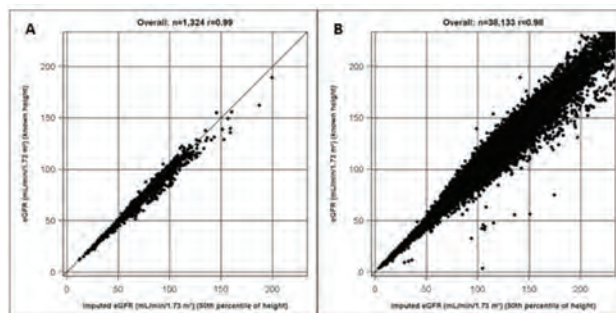 A
Overall: n=1,324 r=0.99
eGFR (mL/min/1.73 m²) (known height)
200
150
100
50
0
0 50 100 150 200
Imputed eGFR (mL/min/1.73 m²) (50th percentile of height)
B
Overall: n=36,133 r=0.98
eGFR (mL/min/1.73 m²) (known height)
200
150
100
50
0
0 50 100 150 200
Imputed eGFR (mL/min/1.73 m²) (50th percentile of height)